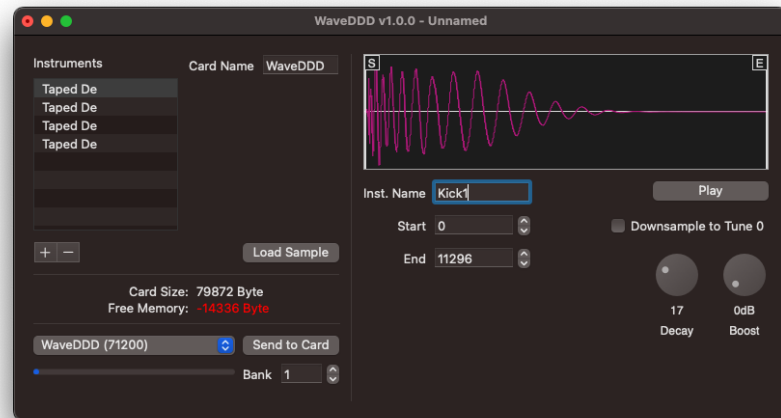 WaveDDD v1.0.0 - Unnamed
Instruments
Card Name WaveDDD
Taped De
Taped De
Taped De
Taped De
+ −
Load Sample
Card Size: 79872 Byte
Free Memory: -14336 Byte
WaveDDD (71200)
Send to Card
Bank 1
S E
Inst. Name Kick1
Play
Start 0
Downsample to Tune 0
End 11296
17 0dB
Decay Boost